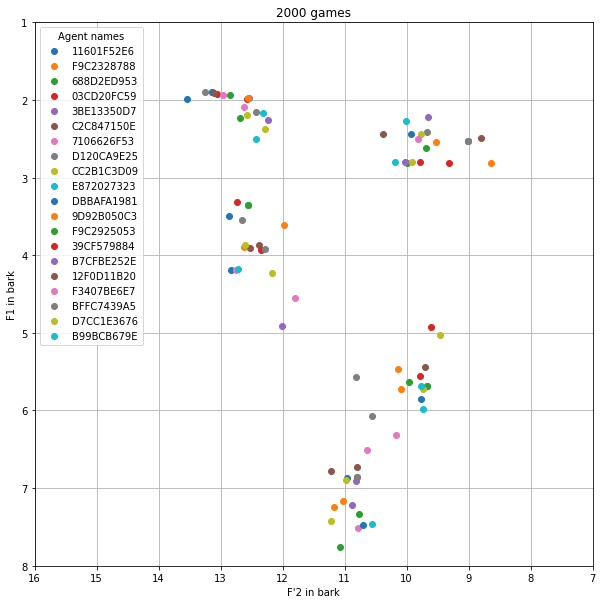 2000 games
Agent names
11601F52E6
F9C2328788
688D2ED953
03CD20FC59
3BE13350D7
C2C847150E
7106626F53
D120CA9E25
CC2B1C3D09
E872027323
DBBAFA1981
9D92B050C3
F9C2925053
39CF579884
B7CFBE252E
12F0D11B20
F3407BE6E7
BFFC7439A5
D7CC1E3676
B99BCB679E
F1 in bark
1
2
3
4
5
6
7
8
16 15 14 13 12 11 10 9 8 7
F'2 in bark